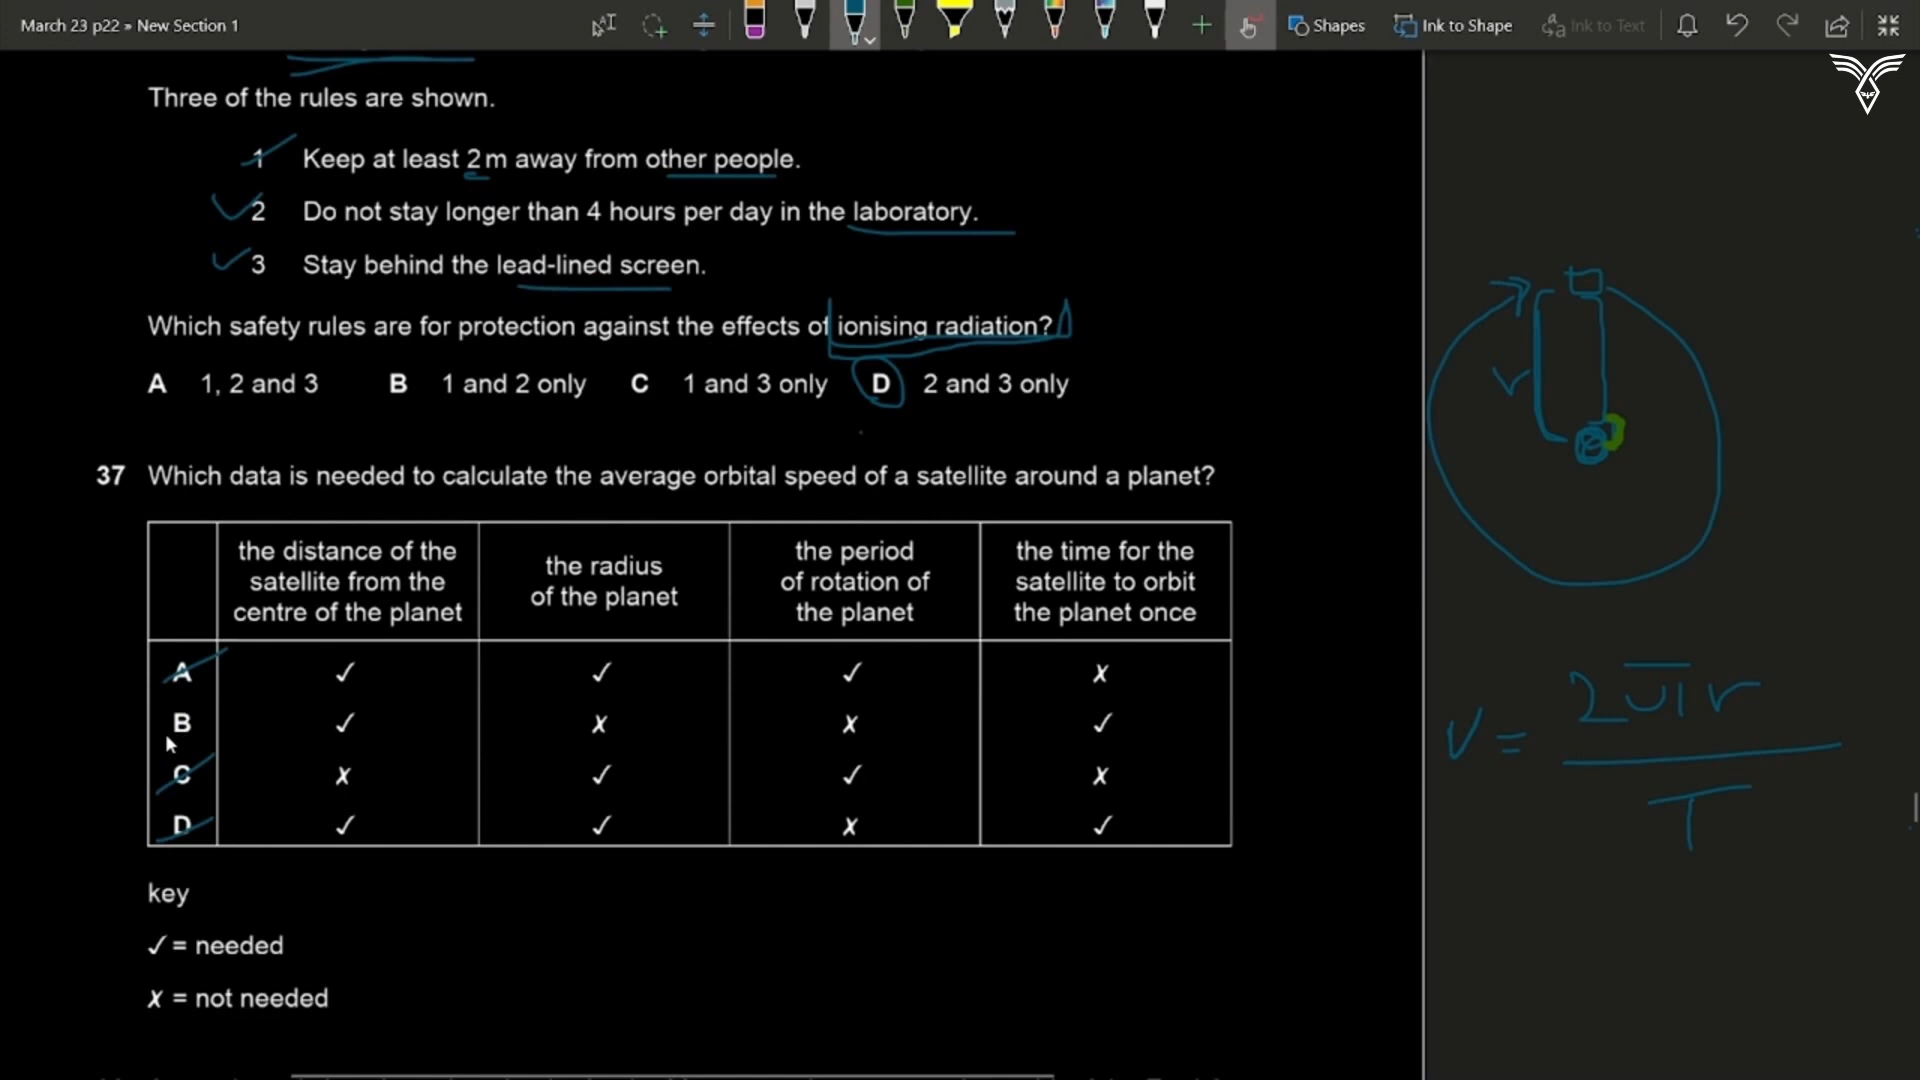 March 23 p22 » New Section 1
Shapes
Ink to Shape
Ink to Text
Three of the rules are shown.
1 Keep at least 2 m away from other people.
2 Do not stay longer than 4 hours per day in the laboratory.
3 Stay behind the lead-lined screen.
Which safety rules are for protection against the effects of ionising radiation?
A 1, 2 and 3 B 1 and 2 only C 1 and 3 only D 2 and 3 only
r
37 Which data is needed to calculate the average orbital speed of a satellite around a planet?
the distance of the satellite from the centre of the planet
the radius of the planet
the period of rotation of the planet
the time for the satellite to orbit the planet once
A ✓ ✓ ✓ ✗
B ✓ ✗ ✗ ✓
C ✗ ✓ ✓ ✗
D ✓ ✓ ✗ ✓
V = 2πr / T
key
✓ = needed
✗ = not needed